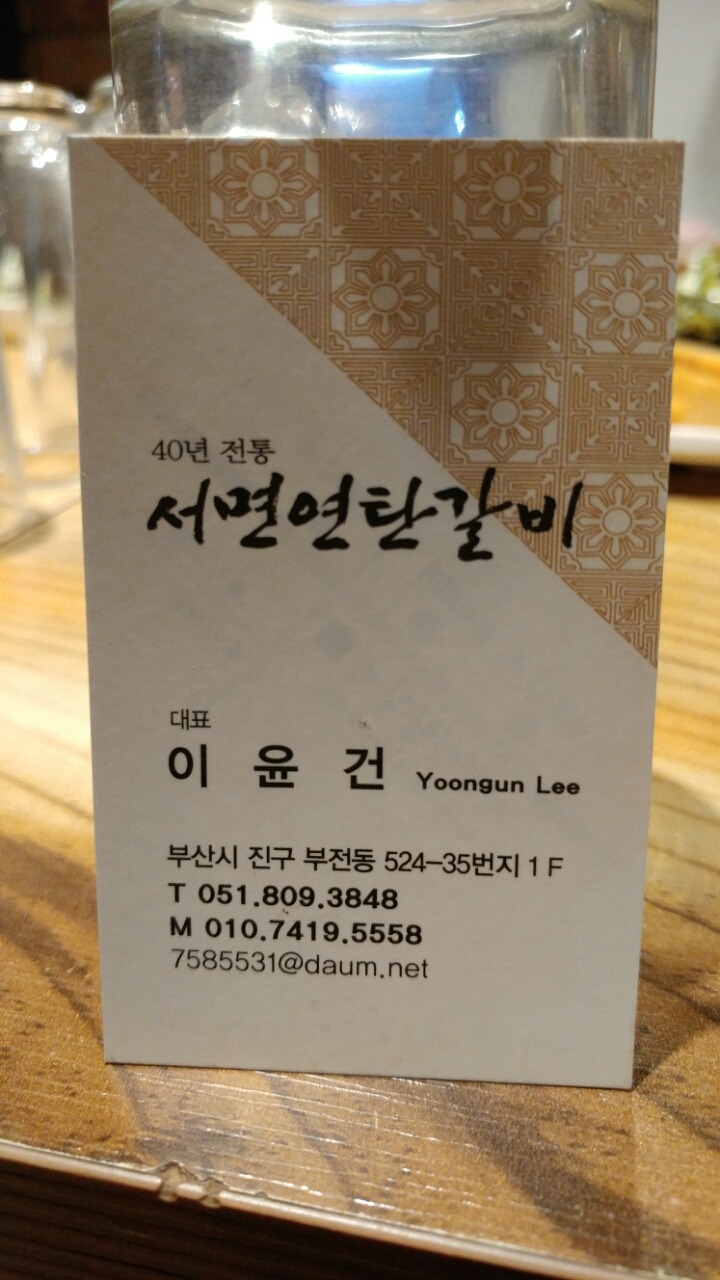 40년 전통
서면연탄갈비
대표
이 윤 건 Yoongun Lee
부산시 진구 부전동 524-35번지 1 F
T 051.809.3848
M 010.7419.5558
7585531@daum.net